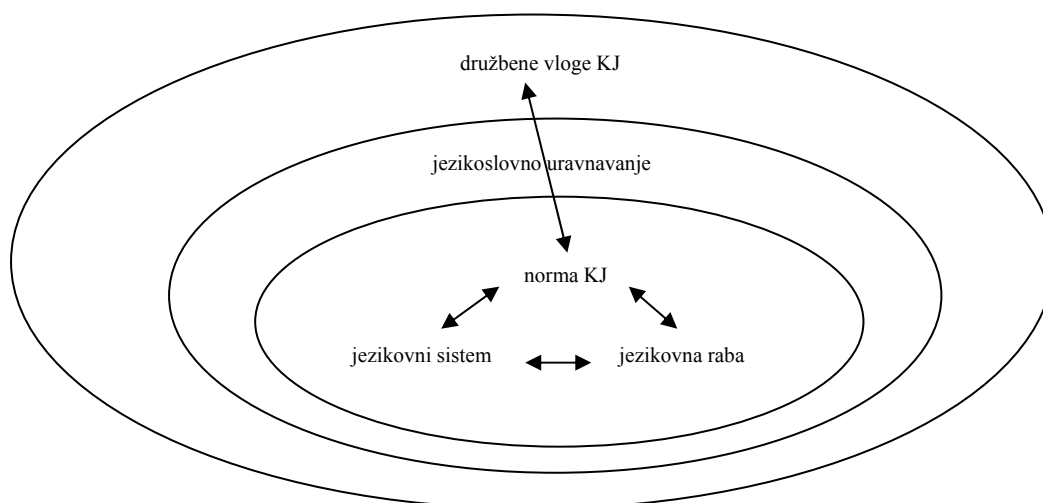 družbene vloge KJ
jezikoslovno uravnavanje
norma KJ
jezikovni sistem
jezikovna raba